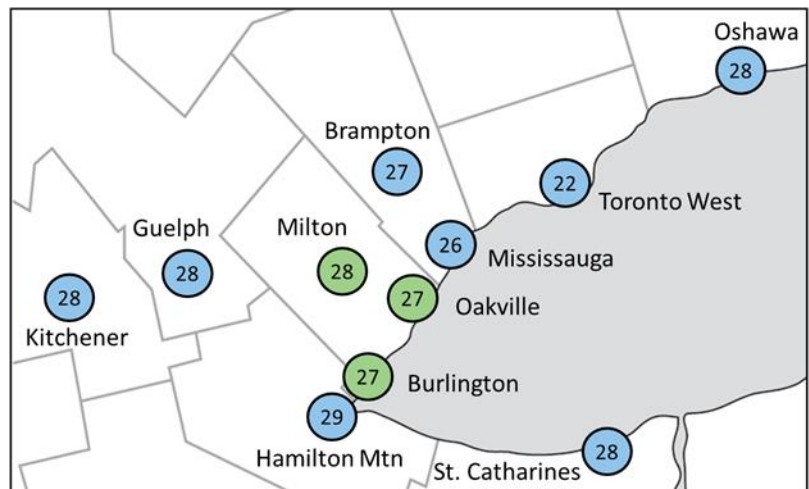 Oshawa
28
Brampton
27
22
Toronto West
Guelph
28
Milton
28
26
Mississauga
28
Kitchener
27
Oakville
27
Burlington
29
Hamilton Mtn
28
St. Catharines